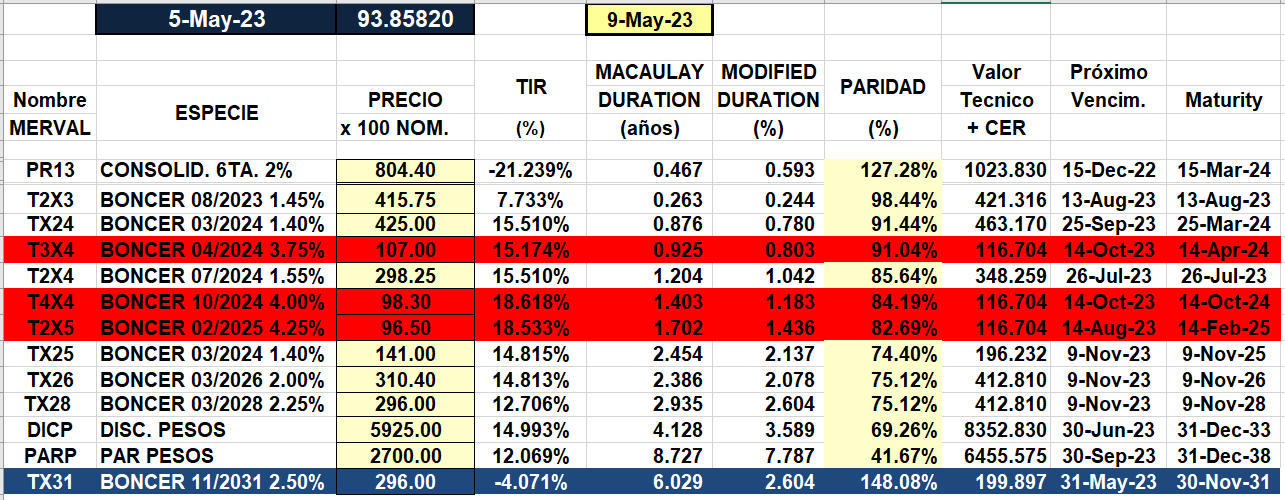 5-May-23 93.85820 9-May-23
MACAULAY MODIFIED Valor Próximo
TIR PARIDAD
Nombre PRECIO DURATION DURATION Tecnico Vencim. Maturity
ESPECIE
MERVAL x 100 NOM. (%) (años) (%) (%) + CER
PR13 CONSOLID. 6TA. 2% 804.40 -21.239% 0.467 0.593 127.28% 1023.830 15-Dec-22 15-Mar-24
T2X3 BONCER 08/2023 1.45% 415.75 7.733% 0.263 0.244 98.44% 421.316 13-Aug-23 13-Aug-23
TX24 BONCER 03/2024 1.40% 425.00 15.510% 0.876 0.780 91.44% 463.170 25-Sep-23 25-Mar-24
T3X4 BONCER 04/2024 3.75% 107.00 15.174% 0.925 0.803 91.04% 116.704 14-Oct-23 14-Apr-24
T2X4 BONCER 07/2024 1.55% 298.25 15.510% 1.204 1.042 85.64% 348.259 26-Jul-23 26-Jul-23
T4X4 BONCER 10/2024 4.00% 98.30 18.618% 1.403 1.183 84.19% 116.704 14-Oct-23 14-Oct-24
T2X5 BONCER 02/2025 4.25% 96.50 18.533% 1.702 1.436 82.69% 116.704 14-Aug-23 14-Feb-25
TX25 BONCER 03/2024 1.40% 141.00 14.815% 2.454 2.137 74.40% 196.232 9-Nov-23 9-Nov-25
TX26 BONCER 03/2026 2.00% 310.40 14.813% 2.386 2.078 75.12% 412.810 9-Nov-23 9-Nov-26
TX28 BONCER 03/2028 2.25% 296.00 12.706% 2.935 2.604 75.12% 412.810 9-Nov-23 9-Nov-28
DICP DISC. PESOS 5925.00 14.993% 4.128 3.589 69.26% 8352.830 30-Jun-23 31-Dec-33
PARP PAR PESOS 2700.00 12.069% 8.727 7.787 41.67% 6455.575 30-Sep-23 31-Dec-38
TX31 BONCER 11/2031 2.50% 296.00 -4.071% 6.029 2.604 148.08% 199.897 31-May-23 30-Nov-31